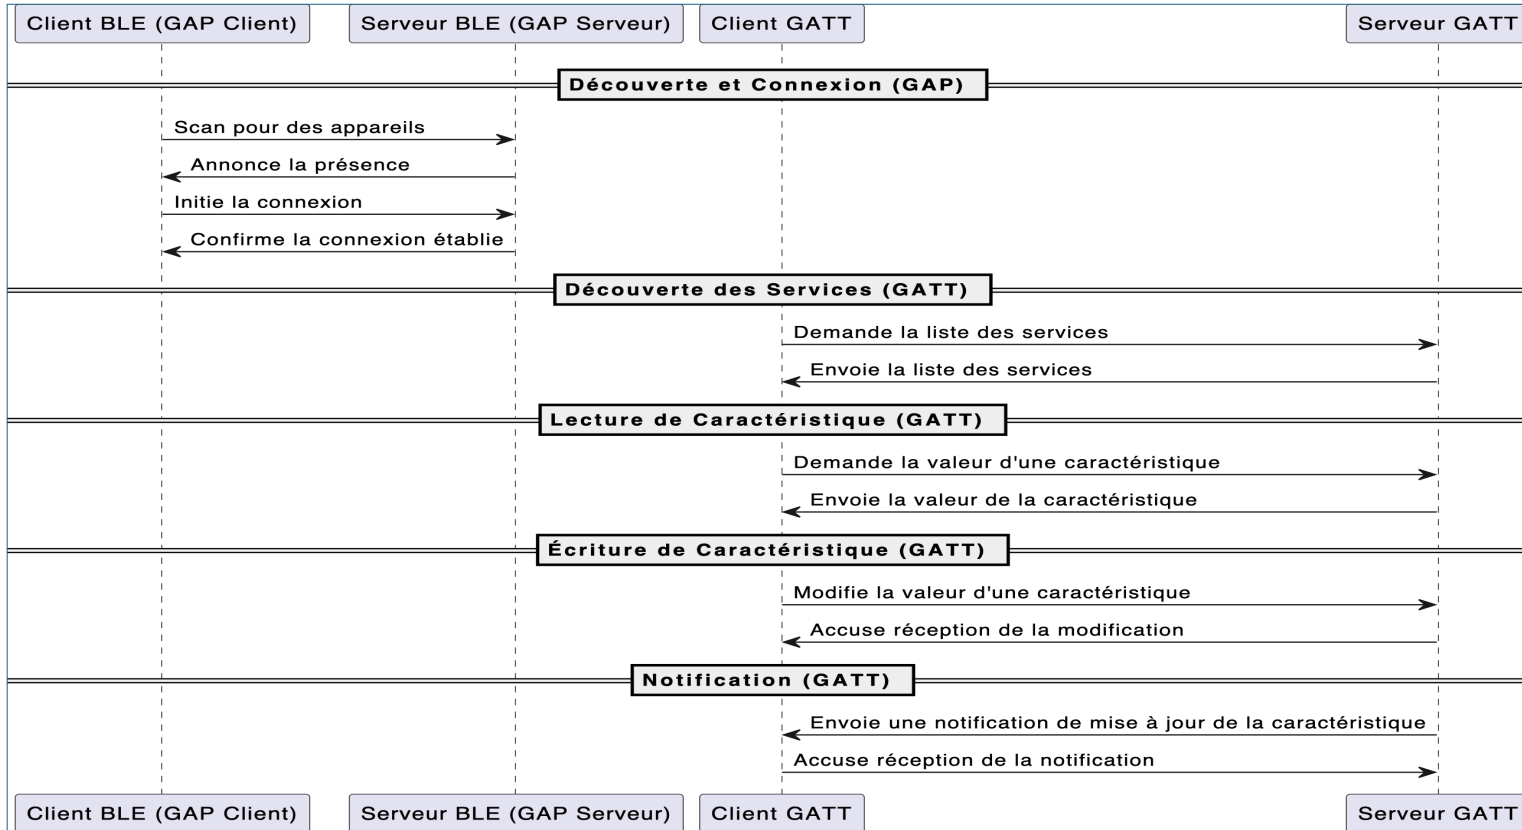 Client BLE (GAP Client)
Serveur BLE (GAP Serveur)
Client GATT
Serveur GATT
Découverte et Connexion (GAP)
Scan pour des appareils
Annonce la présence
Initie la connexion
Confirme la connexion établie
Découverte des Services (GATT)
Demande la liste des services
Envoie la liste des services
Lecture de Caractéristique (GATT)
Demande la valeur d'une caractéristique
Envoie la valeur de la caractéristique
Écriture de Caractéristique (GATT)
Modifie la valeur d'une caractéristique
Accuse réception de la modification
Notification (GATT)
Envoie une notification de mise à jour de la caractéristique
Accuse réception de la notification
Client BLE (GAP Client)
Serveur BLE (GAP Serveur)
Client GATT
Serveur GATT